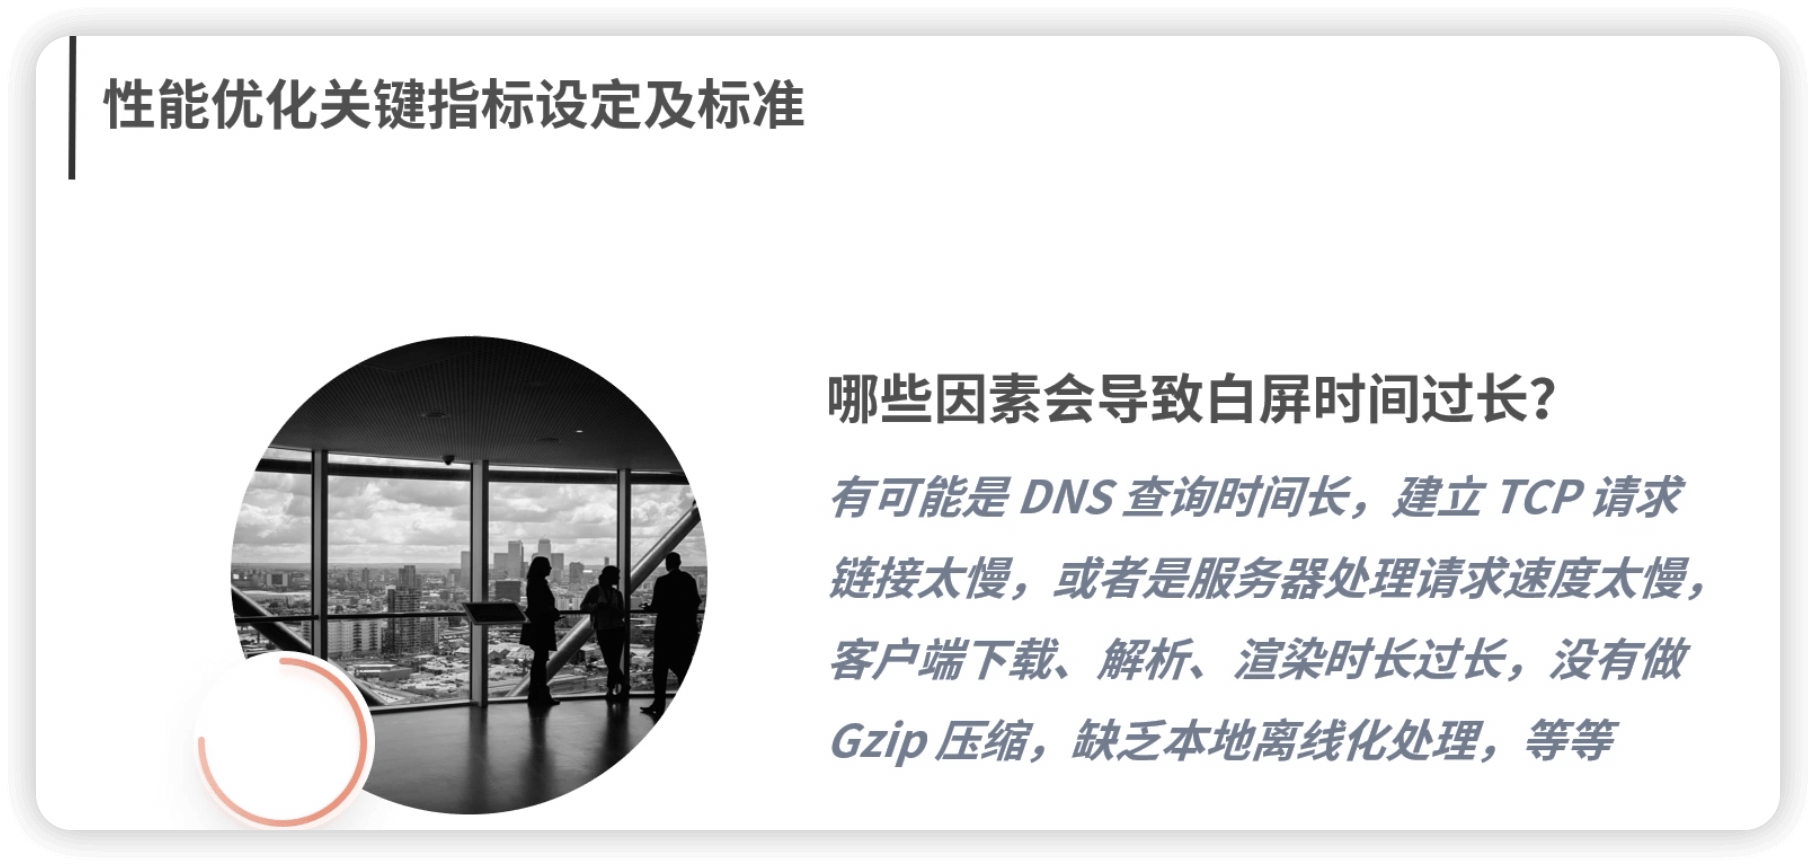 性能优化关键指标设定及标准
哪些因素会导致白屏时间过长？
有可能是 DNS 查询时间长，建立 TCP 请求
链接太慢，或者是服务器处理请求速度太慢，
客户端下载、解析、渲染时长过长，没有做
Gzip 压缩，缺乏本地离线化处理，等等